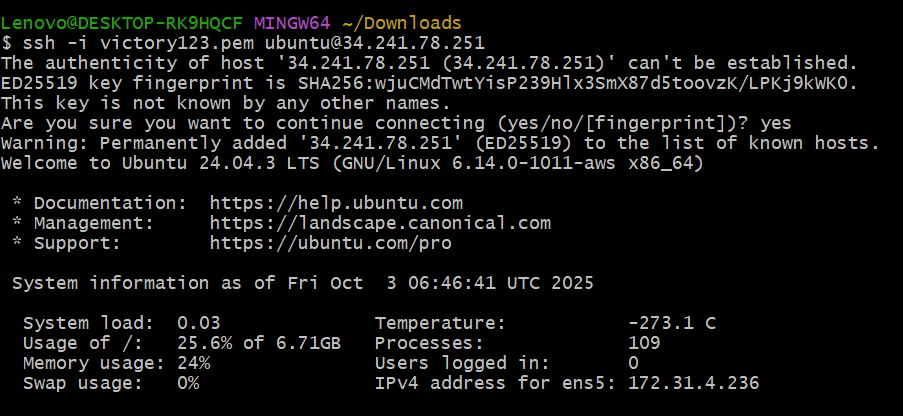 Lenovo@DESKTOP-RK9HQCF MINGW64 ~/Downloads
$ ssh -i victory123.pem ubuntu@34.241.78.251
The authenticity of host '34.241.78.251 (34.241.78.251)' can't be established.
ED25519 key fingerprint is SHA256:wjuCMdTwtYisP239Hlx3SmX87d5toovzK/LPKj9kWK0.
This key is not known by any other names.
Are you sure you want to continue connecting (yes/no/[fingerprint])? yes
Warning: Permanently added '34.241.78.251' (ED25519) to the list of known hosts.
Welcome to Ubuntu 24.04.3 LTS (GNU/Linux 6.14.0-1011-aws x86_64)

 * Documentation:  https://help.ubuntu.com
 * Management:     https://landscape.canonical.com
 * Support:        https://ubuntu.com/pro

 System information as of Fri Oct  3 06:46:41 UTC 2025

  System load:  0.03               Temperature:           -273.1 C
  Usage of /:   25.6% of 6.71GB   Processes:             109
  Memory usage: 24%                Users logged in:       0
  Swap usage:   0%                 IPv4 address for ens5: 172.31.4.236